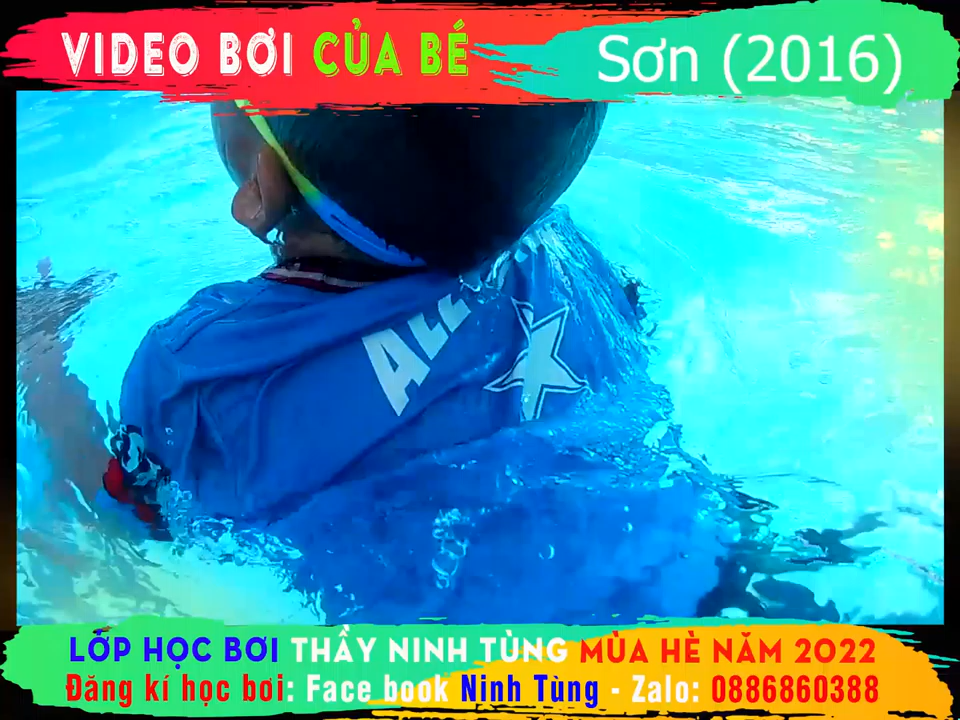 VIDEO BƠI CỦA BÉ
Sơn (2016)
LỚP HỌC BƠI THẦY NINH TÙNG MÙA HÈ NĂM 2022
Đăng kí học bơi: Face book Ninh Tùng - Zalo: 0886860388